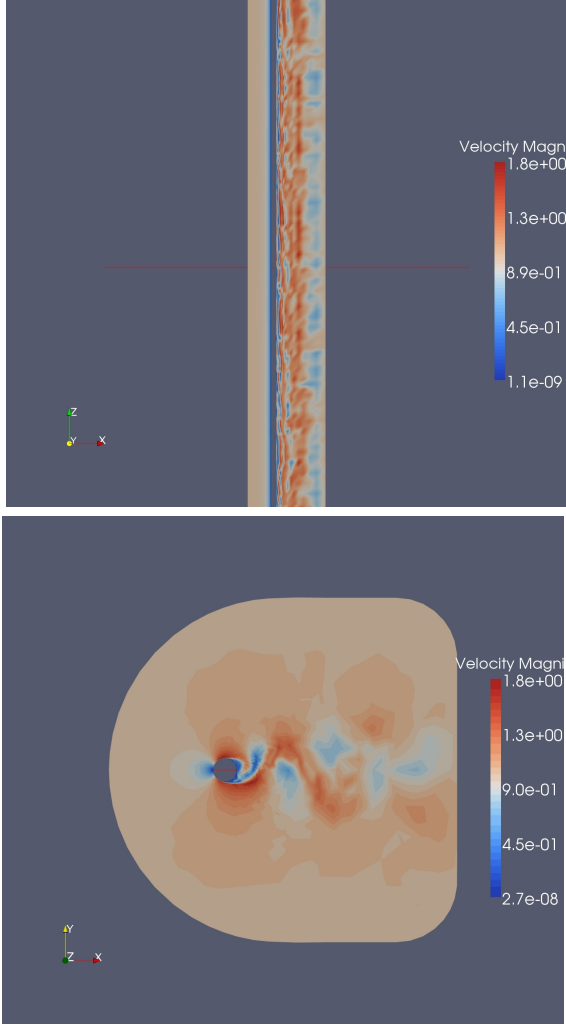 Velocity Magn
1.8e+00
1.3e+00
8.9e-01
4.5e-01
1.1e-09
Z
Y X
Velocity Magni
1.8e+00
1.3e+00
9.0e-01
4.5e-01
2.7e-08
Y
Z X